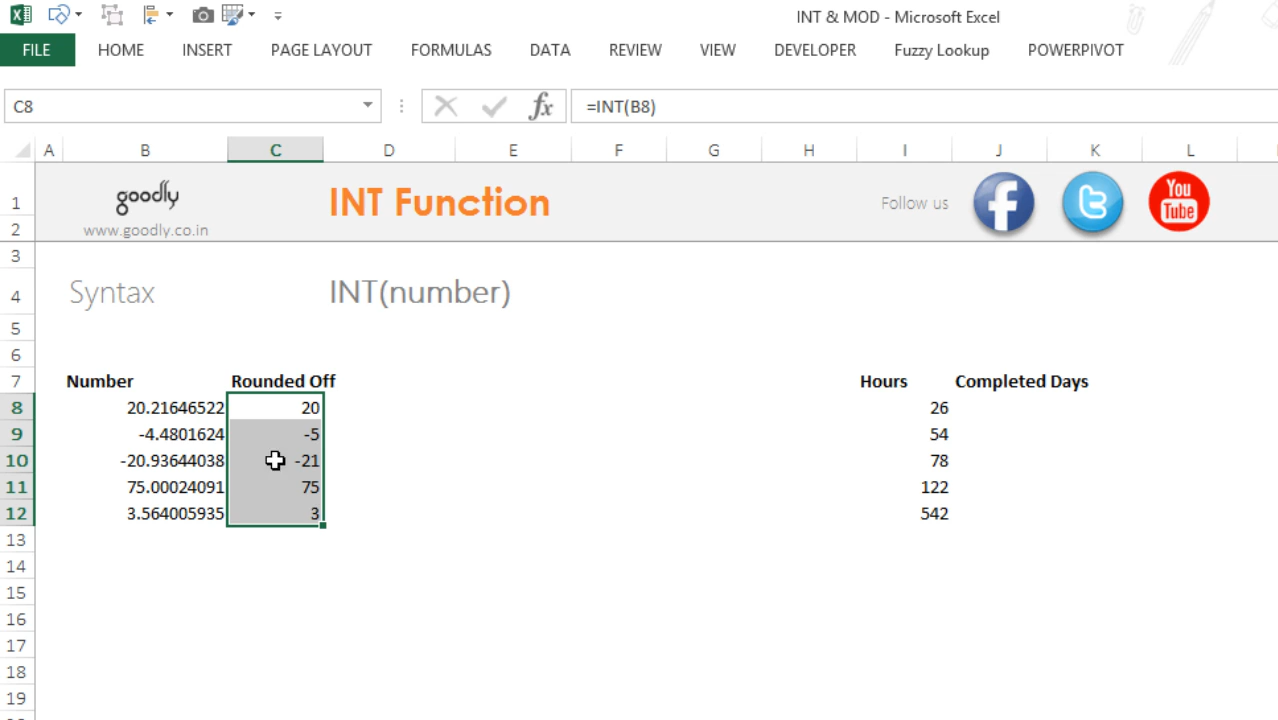 INT & MOD - Microsoft Excel
FILE HOME INSERT PAGE LAYOUT FORMULAS DATA REVIEW VIEW DEVELOPER Fuzzy Lookup POWERPIVOT
C8 fx =INT(B8)
A B C D E F G H I J K L
1 goodly INT Function Follow us f t You Tube
2 www.goodly.co.in
3
4 Syntax INT(number)
5
6
7 Number Rounded Off Hours Completed Days
8 20.21646522 20 26
9 -4.4801624 -5 54
10 -20.93644038 -21 78
11 75.00024091 75 122
12 3.564005935 3 542
13
14
15
16
17
18
19